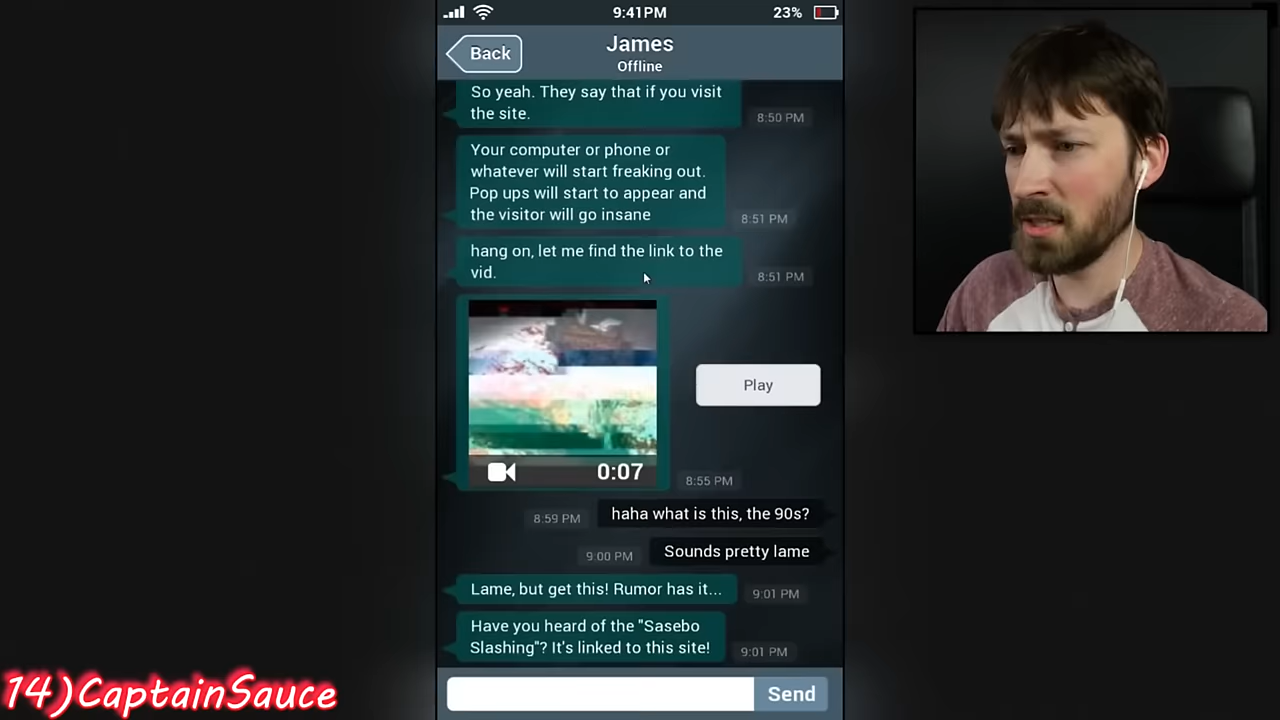 9:41PM
23%
Back
James
Offline
So yeah. They say that if you visit
the site.
8:50 PM
Your computer or phone or
whatever will start freaking out.
Pop ups will start to appear and
the visitor will go insane
8:51 PM
hang on, let me find the link to the
vid.
8:51 PM
Play
0:07
8:55 PM
haha what is this, the 90s?
8:59 PM
Sounds pretty lame
9:00 PM
Lame, but get this! Rumor has it...
9:01 PM
Have you heard of the "Sasebo
Slashing"? It's linked to this site!
9:01 PM
Send
14)CaptainSauce